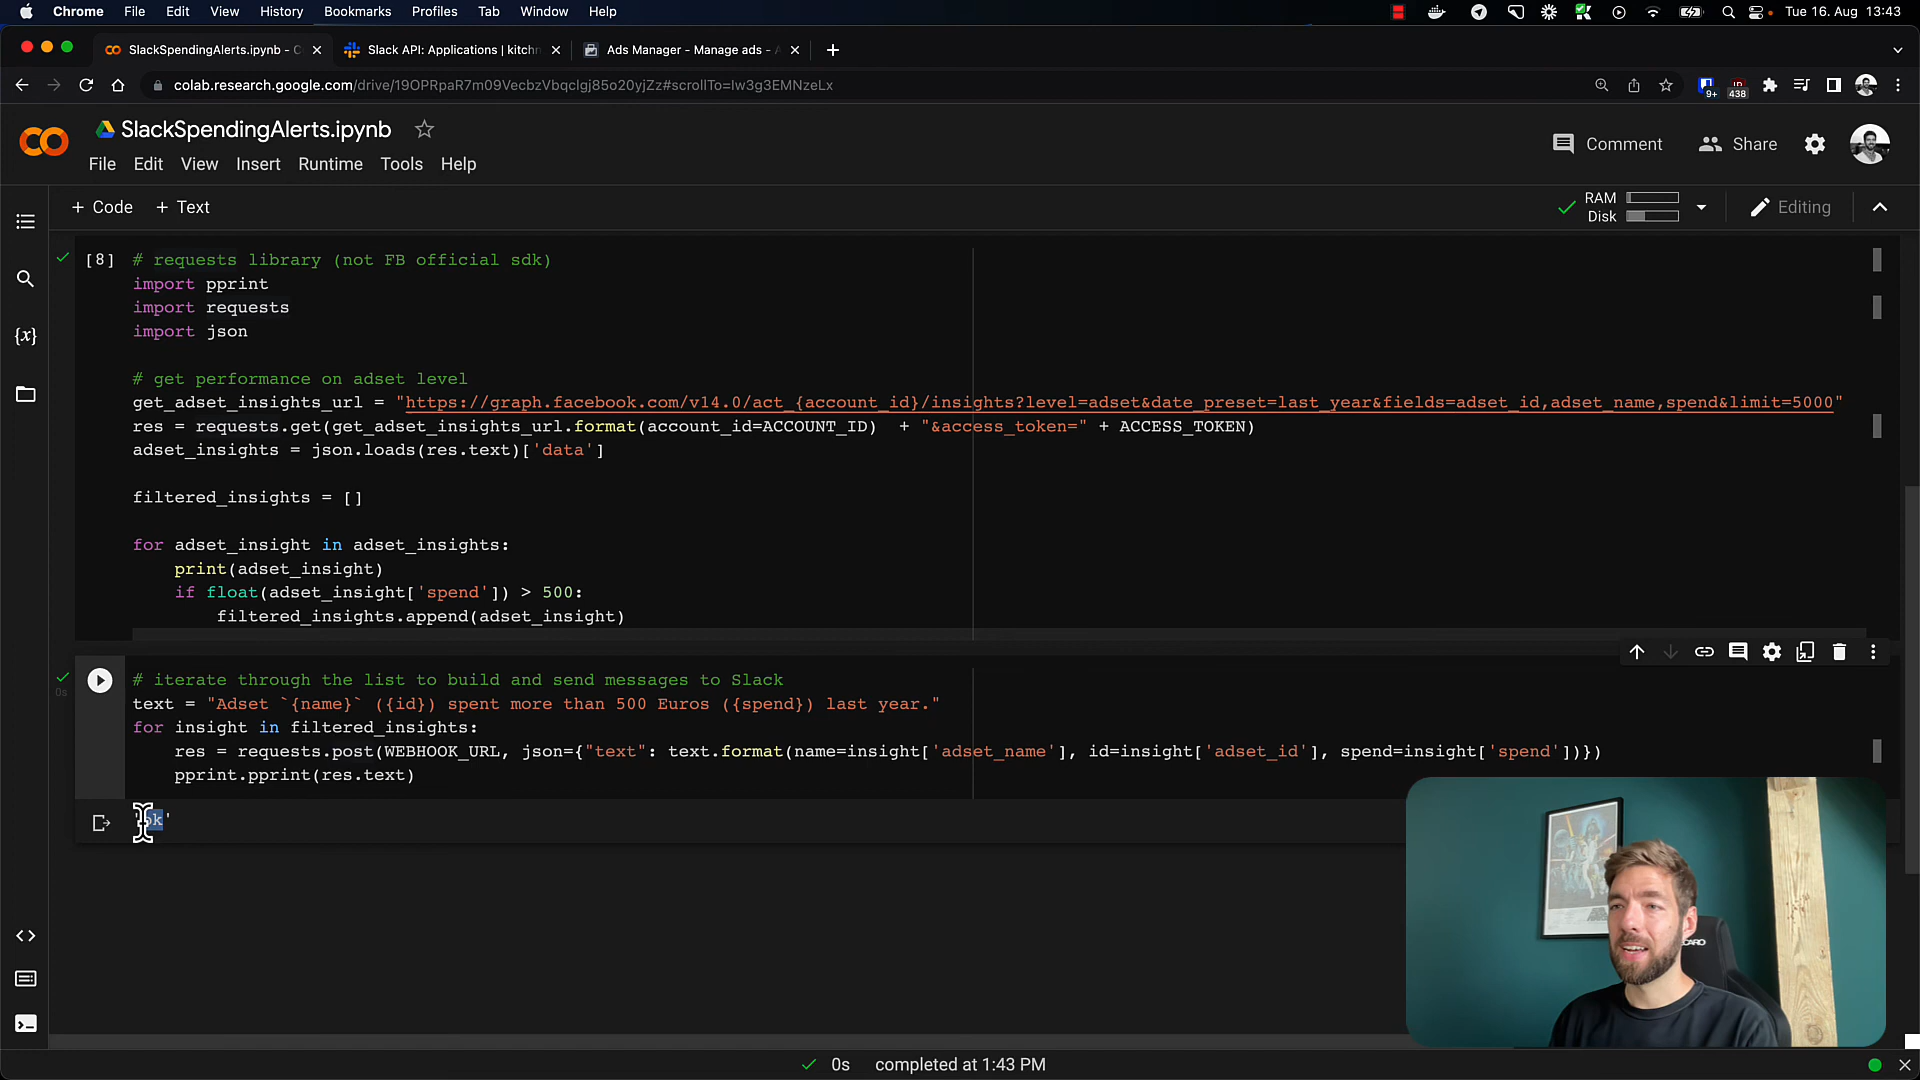 Chrome File Edit View History Bookmarks Profiles Tab Window Help Tue 16. Aug 13:43
SlackSpendingAlerts.ipynb - C Slack API: Applications | kitchn Ads Manager - Manage ads - A
colab.research.google.com/drive/19OPRpaR7m09VecbzVbqclgj85o20yjZz#scrollTo=lw3g3EMNzeLx
9+ 438
SlackSpendingAlerts.ipynb
File Edit View Insert Runtime Tools Help
Comment Share
+ Code + Text
RAM
Disk
Editing
[8] # requests library (not FB official sdk)
import pprint
import requests
import json
# get performance on adset level
get_adset_insights_url = "https://graph.facebook.com/v14.0/act_{account_id}/insights?level=adset&date_preset=last_year&fields=adset_id,adset_name,spend&limit=5000"
res = requests.get(get_adset_insights_url.format(account_id=ACCOUNT_ID) + "&access_token=" + ACCESS_TOKEN)
adset_insights = json.loads(res.text)['data']
filtered_insights = []
for adset_insight in adset_insights:
print(adset_insight)
if float(adset_insight['spend']) > 500:
filtered_insights.append(adset_insight)
0s
# iterate through the list to build and send messages to Slack
text = "Adset `{name}` ({id}) spent more than 500 Euros ({spend}) last year."
for insight in filtered_insights:
res = requests.post(WEBHOOK_URL, json={"text": text.format(name=insight['adset_name'], id=insight['adset_id'], spend=insight['spend'])})
pprint.pprint(res.text)
'ok'
0s completed at 1:43 PM